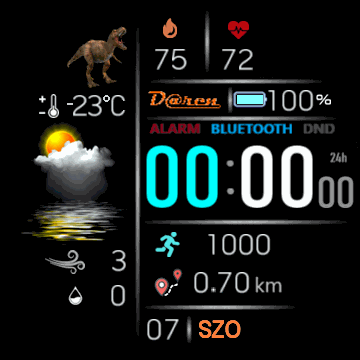 75 72
-23°C
D@ren 100%
ALARM BLUETOOTH DND
00:00 00 24h
1000
3
0.70 km
0
07 SZO